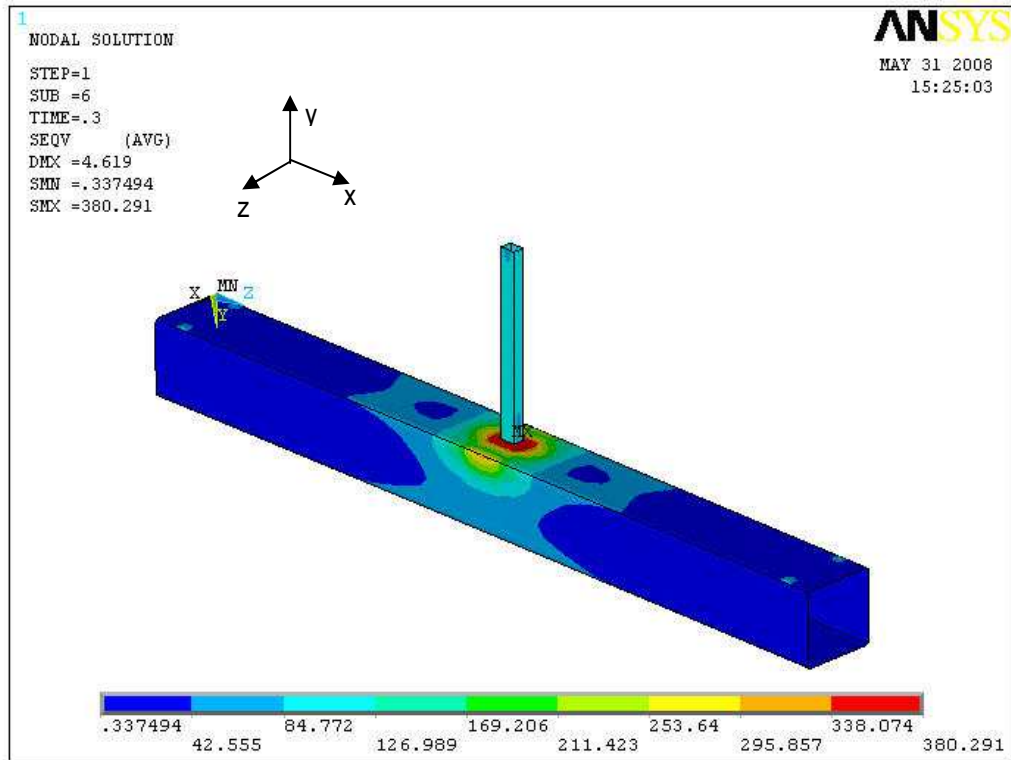 1
NODAL SOLUTION
STEP=1
SUB =6
TIME=.3
SEQV (AVG)
DMX =4.619
SMN =.337494
SMX =380.291
ANSYS
MAY 31 2008
15:25:03
y
z
x
X MN Z
Y
MX
.337494 84.772 169.206 253.64 338.074
42.555 126.989 211.423 295.857 380.291